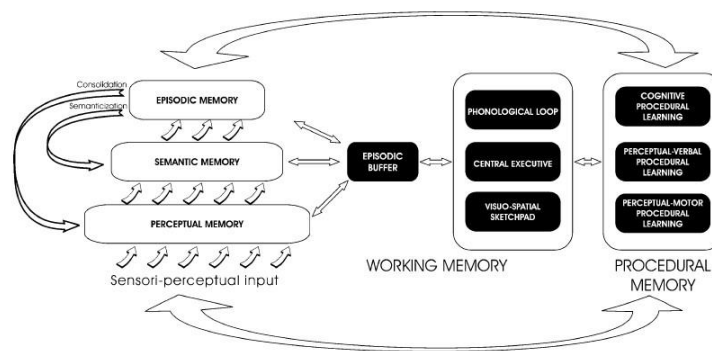 Consolidation
EPISODIC MEMORY
Semanticization
SEMANTIC MEMORY
PERCEPTUAL MEMORY
Sensori-perceptual input
EPISODIC
BUFFER
PHONOLOGICAL LOOP
CENTRAL EXECUTIVE
VISUO-SPATIAL
SKETCHPAD
WORKING MEMORY
COGNITIVE
PROCEDURAL
LEARNING
PERCEPTUAL-VERBAL
PROCEDURAL
LEARNING
PERCEPTUAL-MOTOR
PROCEDURAL
LEARNING
PROCEDURAL
MEMORY